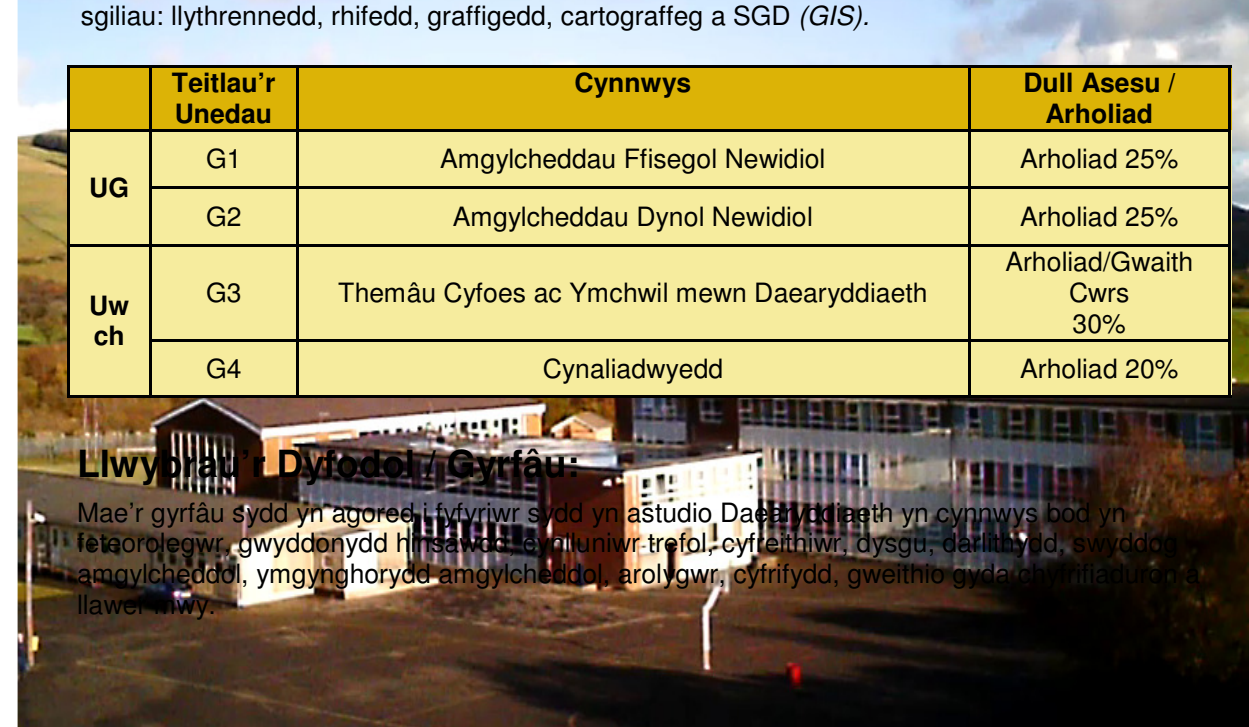 sgiliau: llythrennedd, rhifedd, graffigedd, cartograffeg a SGD (GIS).
Teitlau'r Unedau Cynnwys Dull Asesu / Arholiad
UG G1 Amgylcheddau Ffisegol Newidiol Arholiad 25%
G2 Amgylcheddau Dynol Newidiol Arholiad 25%
Uwch G3 Themâu Cyfoes ac Ymchwil mewn Daearyddiaeth Arholiad/Gwaith Cwrs 30%
G4 Cynaliadwyedd Arholiad 20%
Llwybrau'r Dyfodol / Gyrfâu:
Mae'r gyrfâu sydd yn agored i fyfyriwr sydd yn astudio Daearyddiaeth yn cynnwys bod yn
feteorolegwr, gwyddonydd hinsawdd, cynlluniwr trefol, cyfreithiwr, dysgu, darlithydd, swyddog
amgylcheddol, ymgynghorydd amgylcheddol, arolygwr, cyfrifydd, gweithio gyda chyfrifiaduron a
llawer mwy.